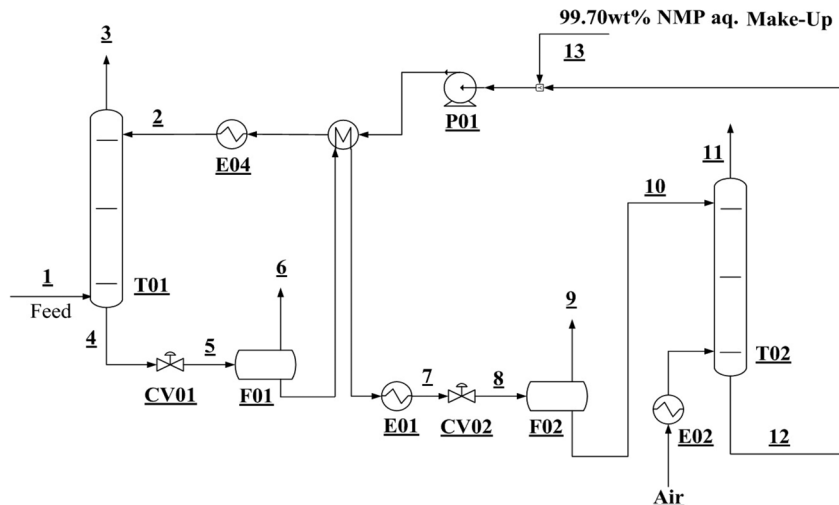 99.70wt% NMP aq. Make-Up
13
3
2
P01
E04
11
10
1
Feed
T01
6
9
4
5
7
8
T02
CV01
F01
E01
CV02
F02
E02
12
Air